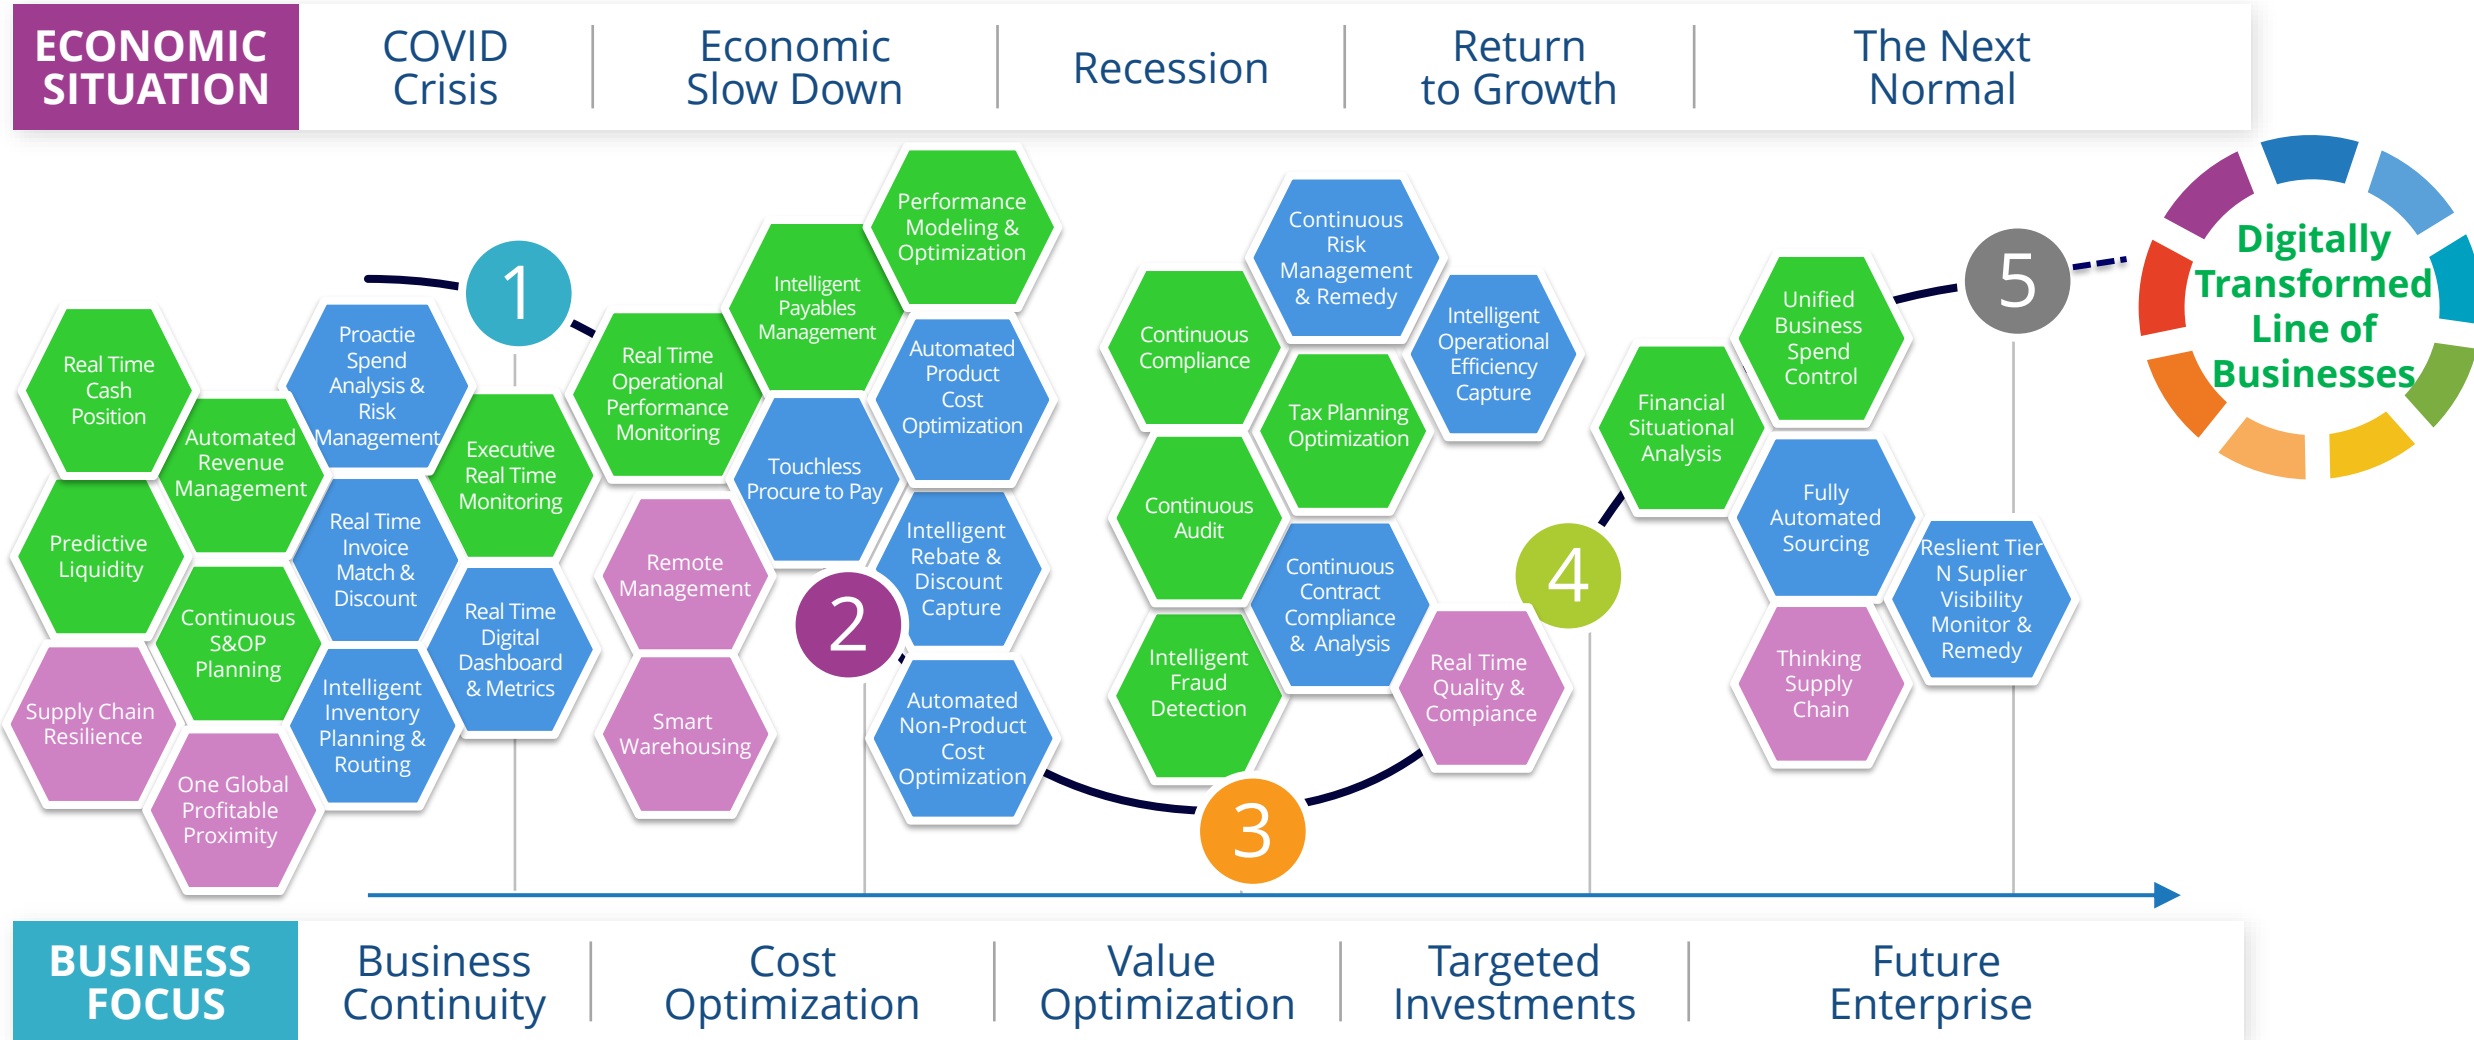 ECONOMIC
SITUATION
COVID
Crisis
Economic
Slow Down
Recession
Return
to Growth
The Next
Normal
Real Time
Cash
Position
Predictive
Liquidity
Supply Chain
Resilience
Automated
Revenue
Management
Continuous
S&OP
Planning
One Global
Profitable
Proximity
Proactie
Spend
Analysis &
Risk
Management
Real Time
Invoice
Match &
Discount
Intelligent
Inventory
Planning &
Routing
1
Executive
Real Time
Monitoring
Real Time
Digital
Dashboard
& Metrics
Real Time
Operational
Performance
Monitoring
Remote
Management
Smart
Warehousing
Intelligent
Payables
Management
Touchless
Procure to Pay
2
Performance
Modeling &
Optimization
Automated
Product
Cost
Optimization
Intelligent
Rebate &
Discount
Capture
Automated
Non-Product
Cost
Optimization
Continuous
Compliance
Continuous
Audit
Intelligent
Fraud
Detection
Continuous
Risk
Management
& Remedy
Tax Planning
Optimization
Continuous
Contract
Compliance
& Analysis
3
Intelligent
Operational
Efficiency
Capture
Real Time
Quality &
Compiance
4
Financial
Situational
Analysis
Unified
Business
Spend
Control
Fully
Automated
Sourcing
Thinking
Supply
Chain
5
Reslient Tier
N Suplier
Visibility
Monitor &
Remedy
Digitally
Transformed
Line of
Businesses
BUSINESS
FOCUS
Business
Continuity
Cost
Optimization
Value
Optimization
Targeted
Investments
Future
Enterprise